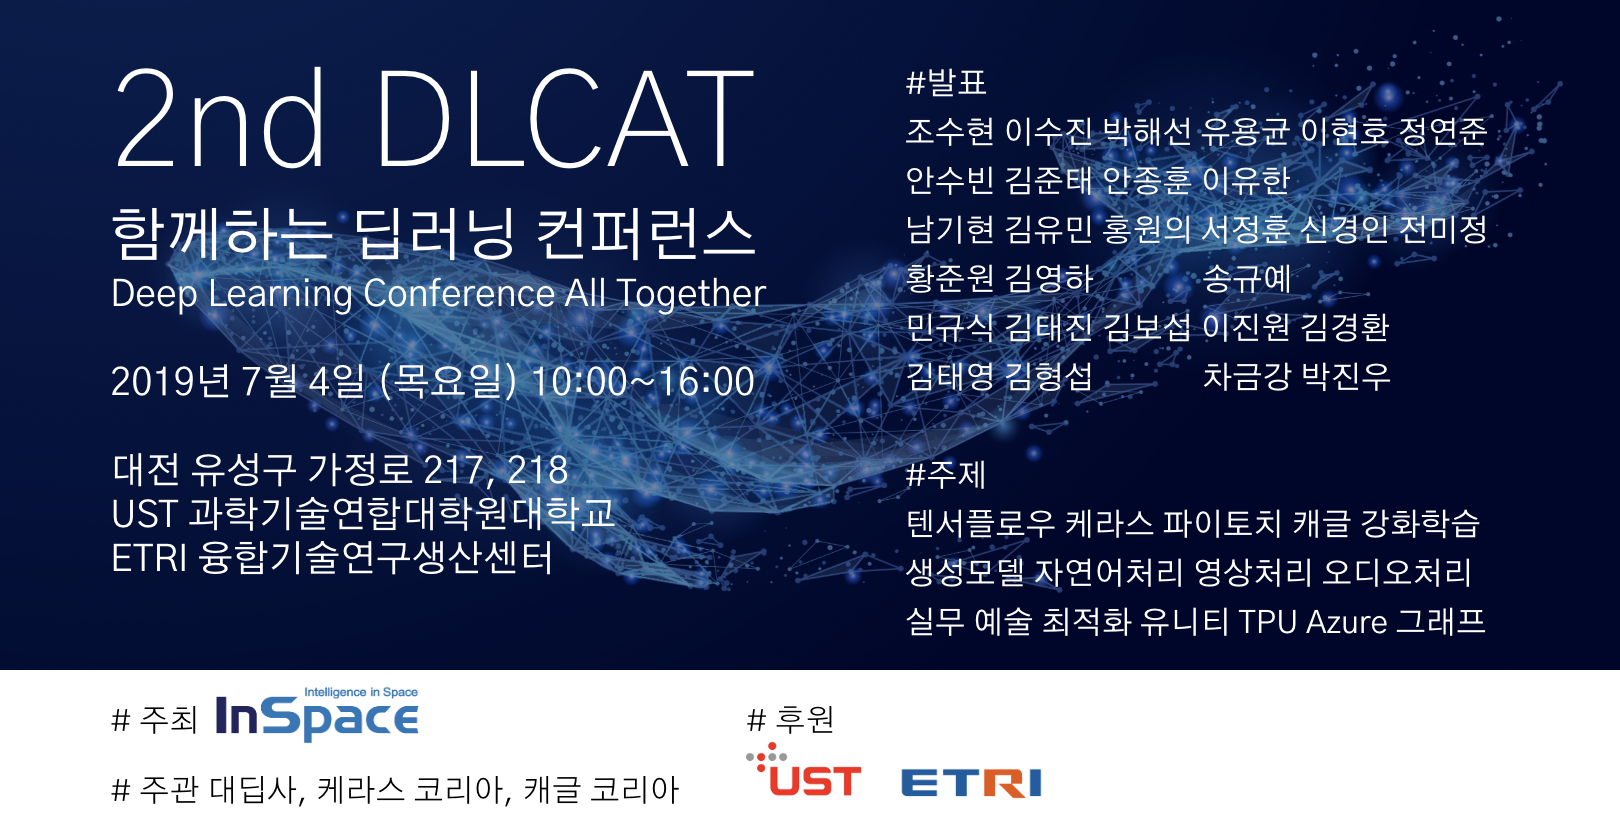 2nd DLCAT
함께하는 딥러닝 컨퍼런스
Deep Learning Conference All Together
2019년 7월 4일 (목요일) 10:00~16:00
대전 유성구 가정로 217, 218
UST 과학기술연합대학원대학교
ETRI 융합기술연구생산센터
#발표
조수현 이수진 박해선 유용균 이현호 정연준
안수빈 김준태 안종훈 이유한
남기현 김유민 홍원의 서정훈 신경인 전미정
황준원 김영하 송규예
민규식 김태진 김보섭 이진원 김경환
김태영 김형섭 차금강 박진우
#주제
텐서플로우 케라스 파이토치 캐글 강화학습
생성모델 자연어처리 영상처리 오디오처리
실무 예술 최적화 유니티 TPU Azure 그래프
# 주최
Intelligence in Space
InSpace
# 주관 대딥사, 케라스 코리아, 캐글 코리아
# 후원
UST ETRI